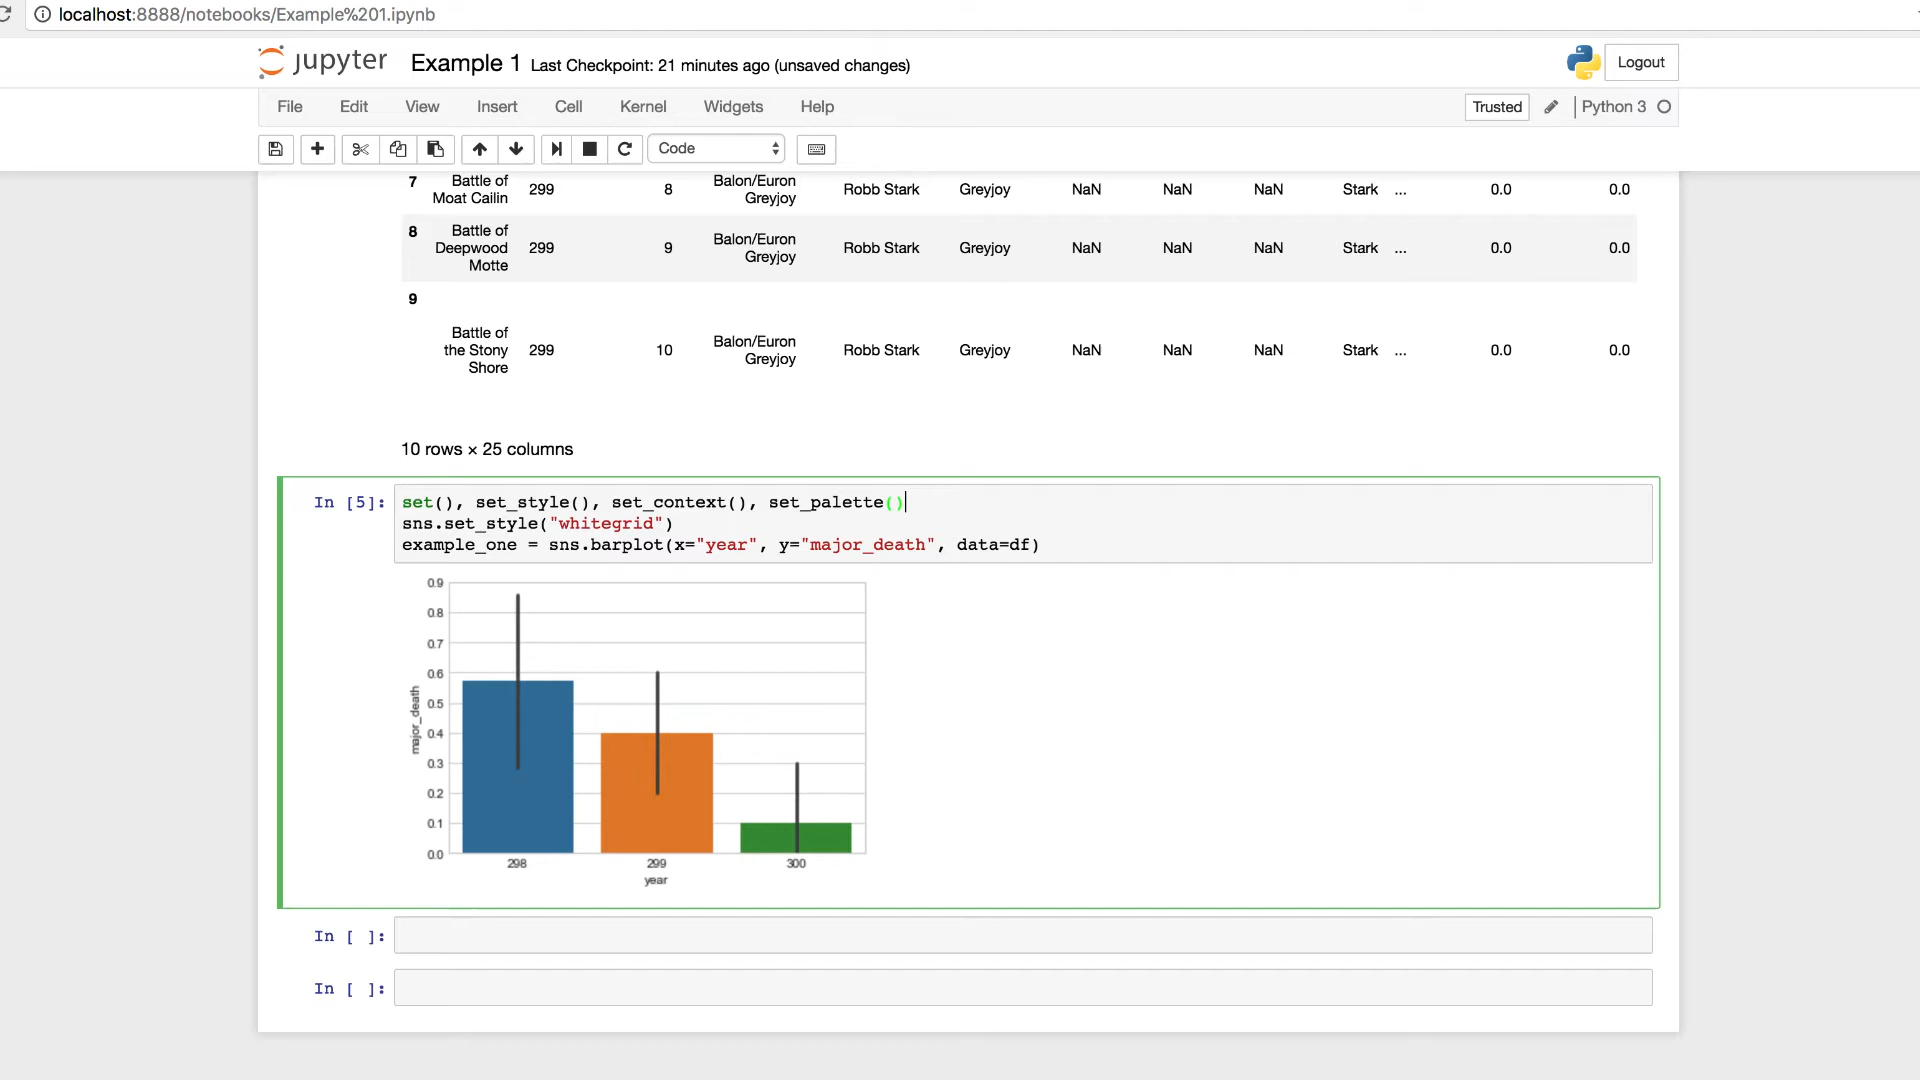 localhost:8888/notebooks/Example%201.ipynb
jupyter Example 1 Last Checkpoint: 21 minutes ago (unsaved changes) Logout
File Edit View Insert Cell Kernel Widgets Help Trusted Python 3
Code
7 Battle of Moat Cailin 299 8 Balon/Euron Greyjoy Robb Stark Greyjoy NaN NaN NaN Stark ... 0.0 0.0
8 Battle of Deepwood Motte 299 9 Balon/Euron Greyjoy Robb Stark Greyjoy NaN NaN NaN Stark ... 0.0 0.0
9 Battle of the Stony Shore 299 10 Balon/Euron Greyjoy Robb Stark Greyjoy NaN NaN NaN Stark ... 0.0 0.0
10 rows × 25 columns
In [5]: set(), set_style(), set_context(), set_palette()
sns.set_style("whitegrid")
example_one = sns.barplot(x="year", y="major_death", data=df)
0.9
0.8
0.7
0.6
0.5
0.4
0.3
0.2
0.1
0.0
major_death
298 299 300
year
In [ ]:
In [ ]: